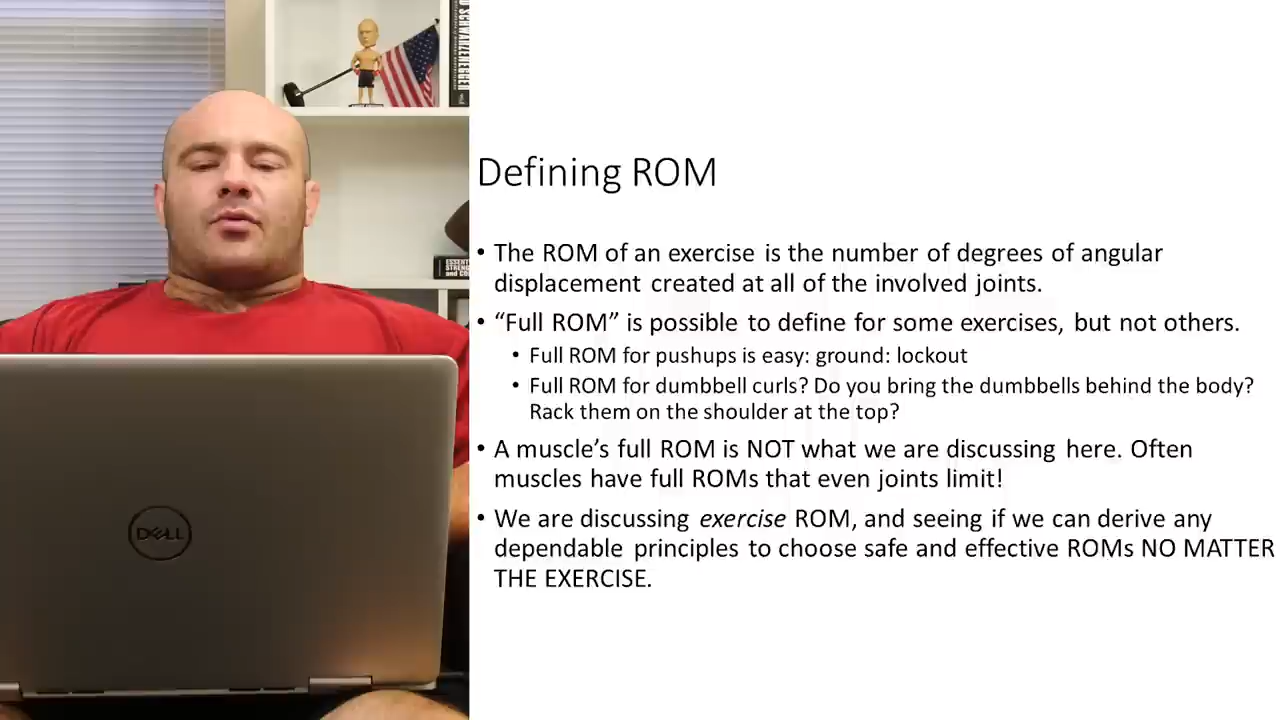 SCHWARZENEGGER
Defining ROM
• The ROM of an exercise is the number of degrees of angular
displacement created at all of the involved joints.
• “Full ROM” is possible to define for some exercises, but not others.
• Full ROM for pushups is easy: ground: lockout
• Full ROM for dumbbell curls? Do you bring the dumbbells behind the body?
Rack them on the shoulder at the top?
• A muscle’s full ROM is NOT what we are discussing here. Often
muscles have full ROMs that even joints limit!
• We are discussing exercise ROM, and seeing if we can derive any
dependable principles to choose safe and effective ROMs NO MATTER
THE EXERCISE.
DELL